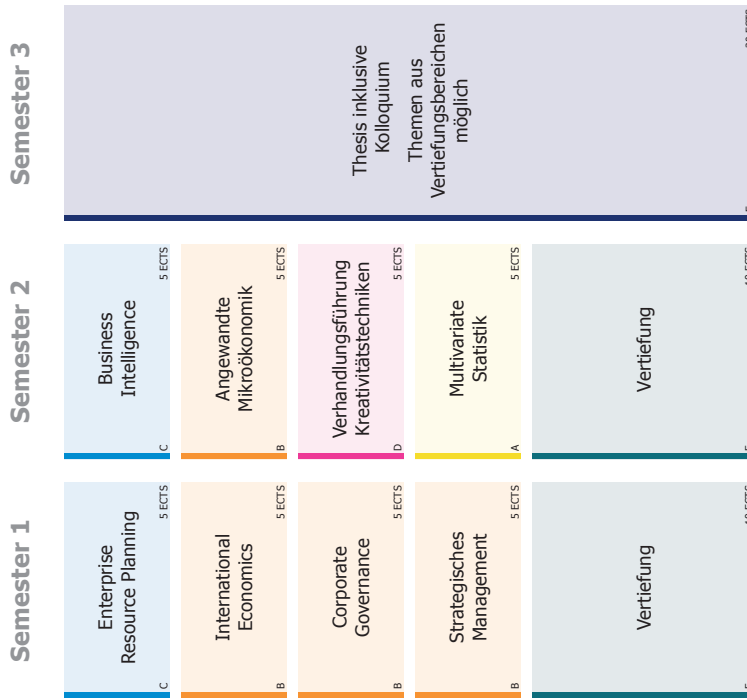 Semester 1
Enterprise
Resource Planning
C
5 ECTS
International
Economics
B
5 ECTS
Corporate
Governance
B
5 ECTS
Strategisches
Management
B
5 ECTS
Vertiefung
Semester 2
Business
Intelligence
C
5 ECTS
Angewandte
Mikroökonomik
B
5 ECTS
Verhandlungsführung
Kreativitätstechniken
D
5 ECTS
Multivariate
Statistik
A
5 ECTS
Vertiefung
Semester 3
Thesis inklusive
Kolloquium
Themen aus
Vertiefungsbereichen
möglich